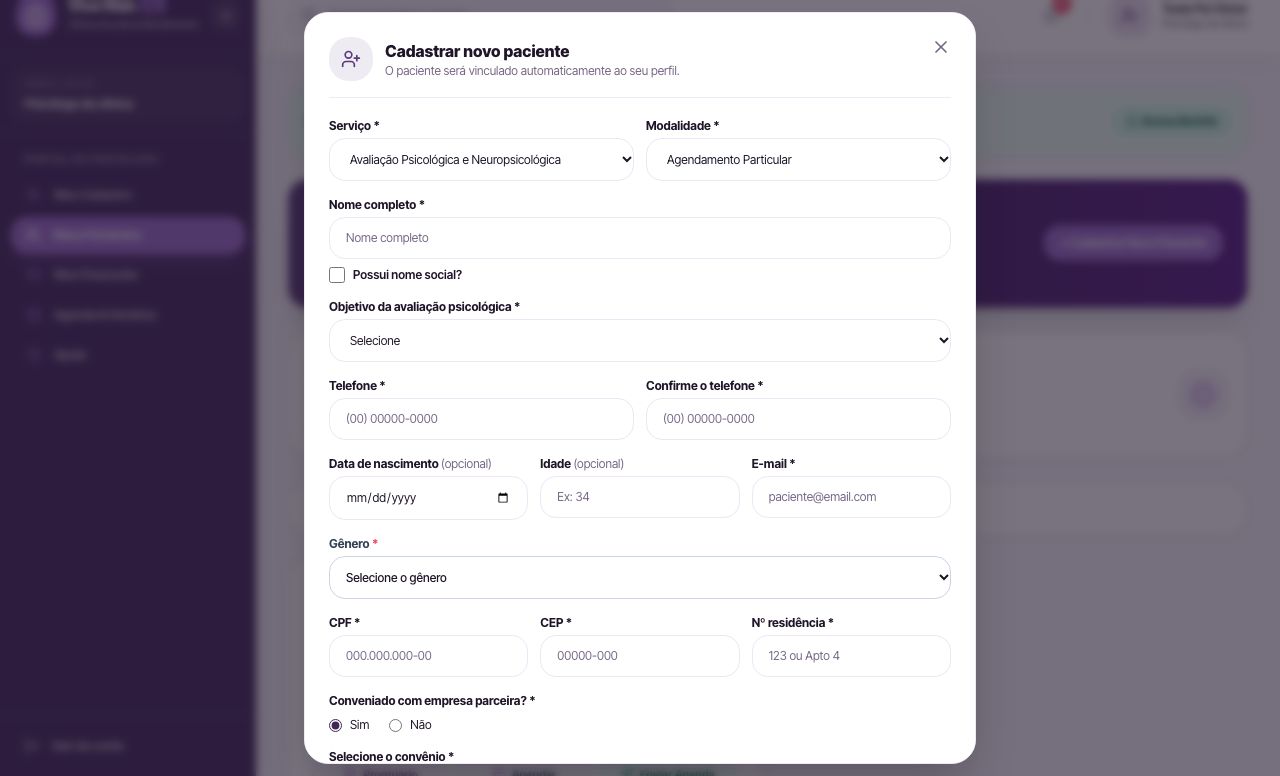 Cadastrar novo paciente
O paciente será vinculado automaticamente ao seu perfil.
Serviço * Modalidade *
Avaliação Psicológica e Neuropsicológica Agendamento Particular
Nome completo *
Nome completo
Possui nome social?
Objetivo da avaliação psicológica *
Selecione
Telefone * Confirme o telefone *
(00) 00000-0000 (00) 00000-0000
Data de nascimento (opcional) Idade (opcional) E-mail *
mm/dd/yyyy Ex: 34 paciente@email.com
Gênero *
Selecione o gênero
CPF * CEP * Nº residência *
000.000.000-00 00000-000 123 ou Apto 4
Conveniado com empresa parceira? *
Sim Não
Selecione o convênio *